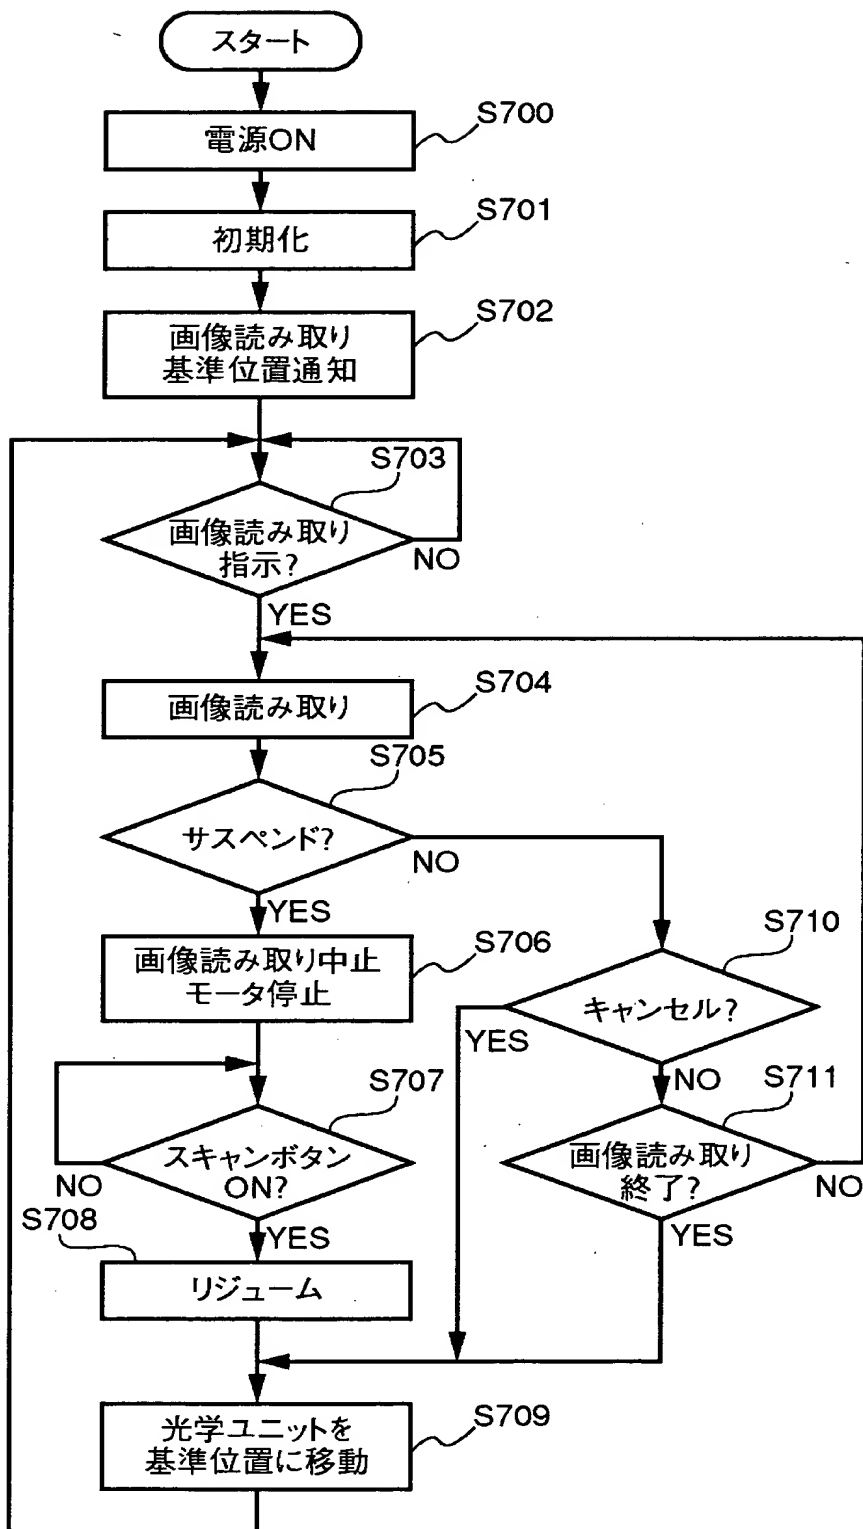 スタート
電源ON
S700
初期化
S701
画像読み取り
基準位置通知
S702
S703
画像読み取り
指示?
NO
YES
画像読み取り
S704
S705
サスペンド?
NO
YES
画像読み取り中止
モータ停止
S706
S710
キャンセル?
YES
NO
S707
スキャンボタン
ON?
NO
YES
S711
画像読み取り
終了?
NO
YES
S708
リジューム
光学ユニットを
基準位置に移動
S709